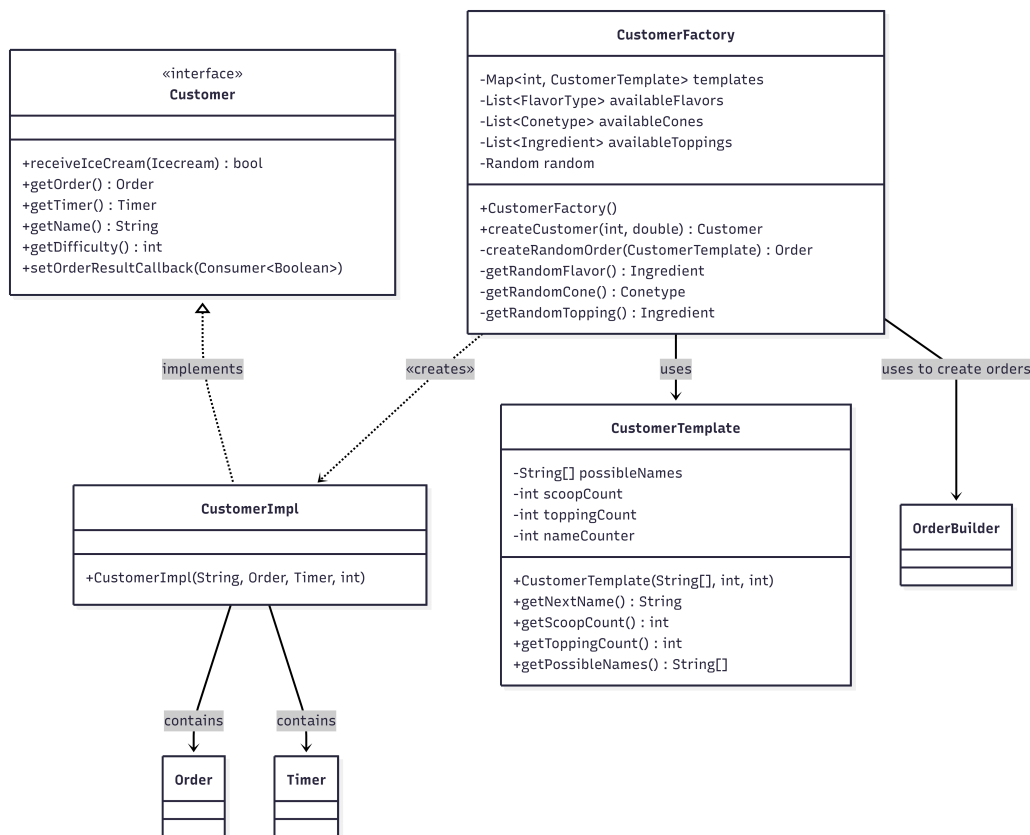 «interface»
Customer
+receiveIceCream(Icecream) : bool
+getOrder() : Order
+getTimer() : Timer
+getName() : String
+getDifficulty() : int
+setOrderResultCallback(Consumer<Boolean>)
CustomerFactory
-Map<int, CustomerTemplate> templates
-List<FlavorType> availableFlavors
-List<Conetype> availableCones
-List<Ingredient> availableToppings
-Random random
+CustomerFactory()
+createCustomer(int, double) : Customer
-createRandomOrder(CustomerTemplate) : Order
-getRandomFlavor() : Ingredient
-getRandomCone() : Conetype
-getRandomTopping() : Ingredient
implements
«creates»
uses
uses to create orders
CustomerImpl
+CustomerImpl(String, Order, Timer, int)
CustomerTemplate
-String[] possibleNames
-int scoopCount
-int toppingCount
-int nameCounter
+CustomerTemplate(String[], int, int)
+getNextName() : String
+getScoopCount() : int
+getToppingCount() : int
+getPossibleNames() : String[]
OrderBuilder
contains
contains
Order
Timer